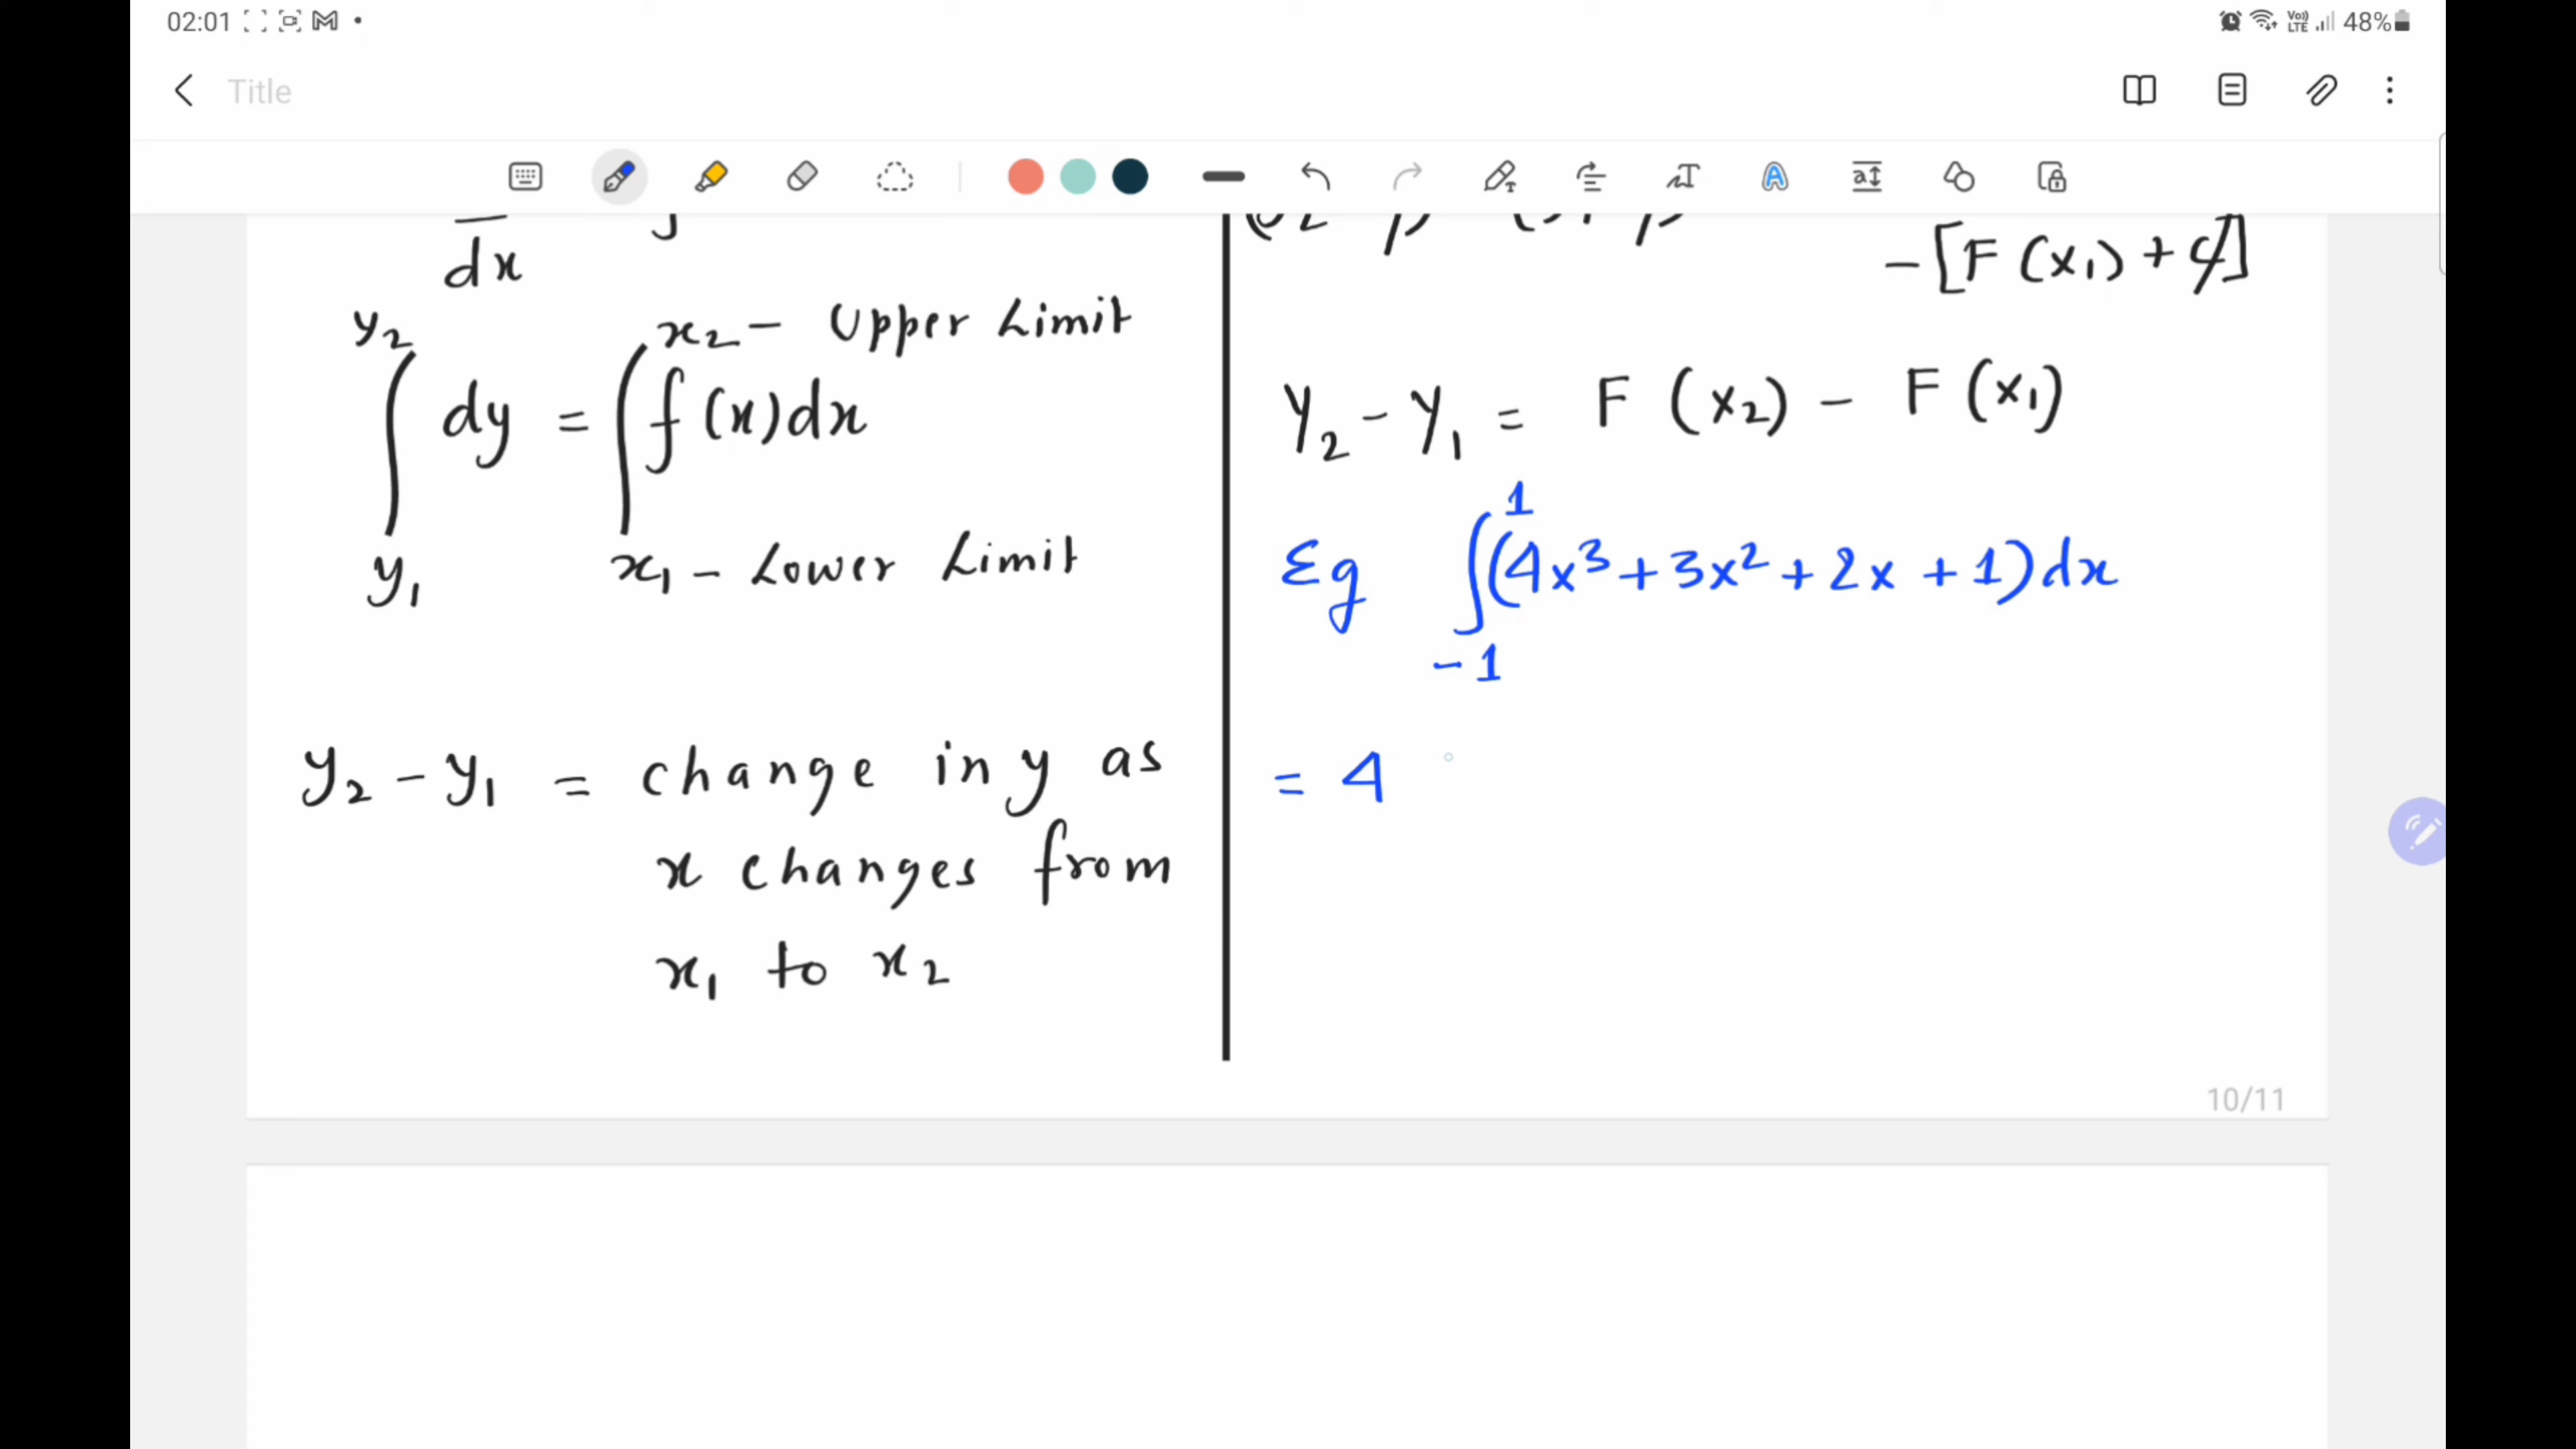 02:01 48%
Title
dx
y₂ x₂ - Upper Limit
∫ dy = ∫ f(x)dx
y₁ x₁ - Lower Limit
y₂ - y₁ = change in y as
x changes from
x₁ to x₂
- [F(x₁) + C]
y₂ - y₁ = F(x₂) - F(x₁)
1
Eg ∫(4x³ + 3x² + 2x + 1)dx
-1
= 4
10/11